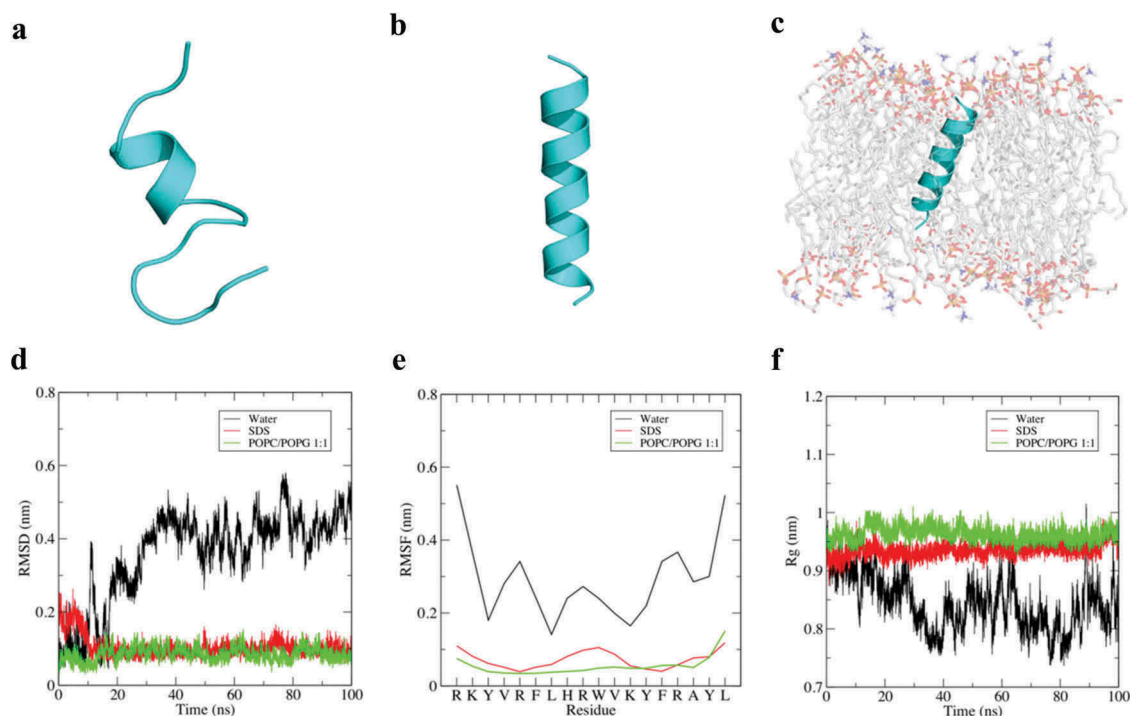 a
b
c
d
e
f
0.8
0.6
0.4
0.2
0
RMSD (nm)
Water
SDS
POPC/POPG 1:1
0 20 40 60 80 100
Time (ns)
0.8
0.6
0.4
0.2
0
RMSF (nm)
Water
SDS
POPC/POPG 1:1
R K Y V R F L H R W V K Y F R A Y L
Residue
1.2
1.1
1
0.9
0.8
0.7
Rg (nm)
Water
SDS
POPC/POPG 1:1
0 20 40 60 80 100
Time (ns)